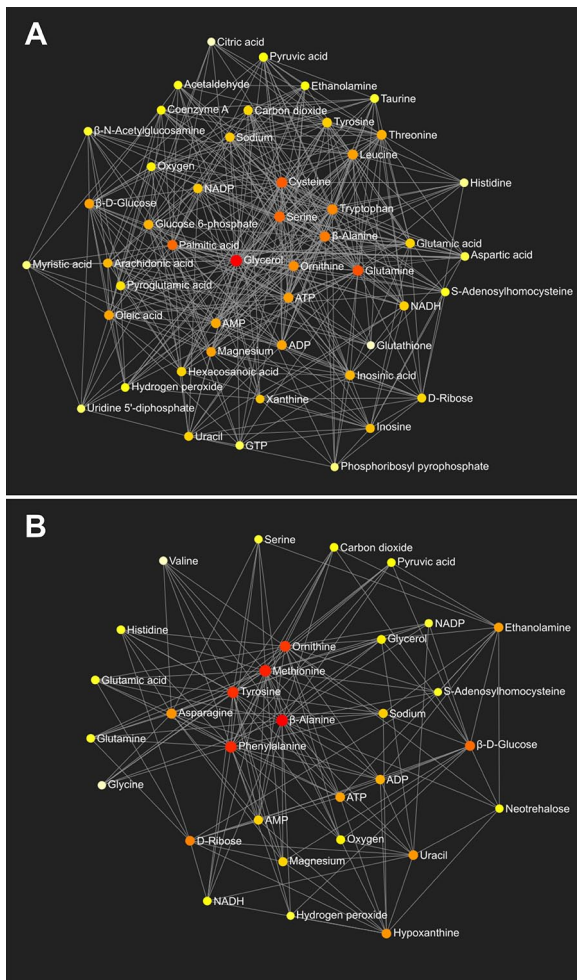 A
Citric acid
Pyruvic acid
Acetaldehyde
Ethanolamine
Taurine
Coenzyme A
Carbon dioxide
Tyrosine
β-N-Acetylglucosamine
Sodium
Threonine
Leucine
Oxygen
Cysteine
Histidine
NADP
β-D-Glucose
Tryptophan
Serine
Glucose 6-phosphate
β-Alanine
Palmitic acid
Glutamic acid
Aspartic acid
Myristic acid
Arachidonic acid
Glycerol
Ornithine
Glutamine
Pyroglutamic acid
S-Adenosylhomocysteine
ATP
NADH
Oleic acid
AMP
ADP
Glutathione
Magnesium
Hexacosanoic acid
Inosinic acid
Hydrogen peroxide
Xanthine
D-Ribose
Uridine 5'-diphosphate
Inosine
Uracil
GTP
Phosphoribosyl pyrophosphate
B
Serine
Carbon dioxide
Valine
Pyruvic acid
Histidine
NADP
Ethanolamine
Ornithine
Glycerol
Methionine
Glutamic acid
Tyrosine
S-Adenosylhomocysteine
Asparagine
β-Alanine
Sodium
Glutamine
Phenylalanine
β-D-Glucose
Glycine
ADP
ATP
Neotrehalose
AMP
D-Ribose
Oxygen
Magnesium
Uracil
NADH
Hydrogen peroxide
Hypoxanthine